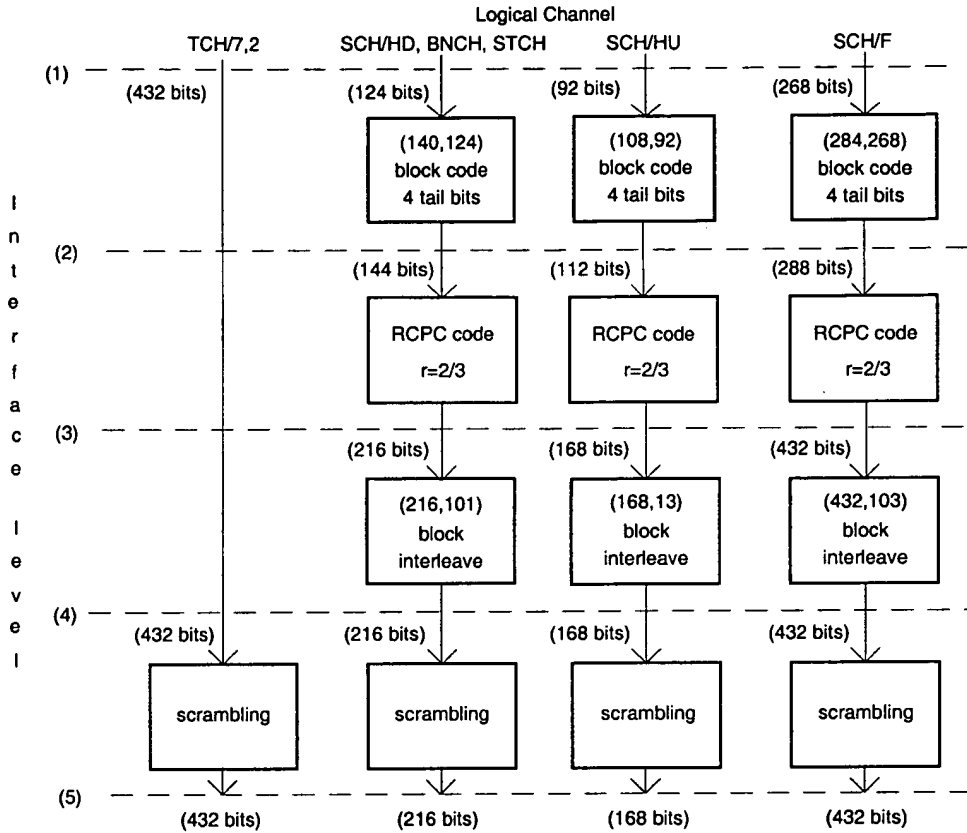 Logical Channel
TCH/7,2 SCH/HD, BNCH, STCH SCH/HU SCH/F
(1)
(432 bits) (124 bits) (92 bits) (268 bits)
(140,124) (108,92) (284,268)
block code block code block code
4 tail bits 4 tail bits 4 tail bits
Interface level
(2)
(144 bits) (112 bits) (288 bits)
RCPC code RCPC code RCPC code
r=2/3 r=2/3 r=2/3
(3)
(216 bits) (168 bits) (432 bits)
(216,101) (168,13) (432,103)
block block block
interleave interleave interleave
(4)
(432 bits) (216 bits) (168 bits) (432 bits)
scrambling scrambling scrambling scrambling
(5)
(432 bits) (216 bits) (168 bits) (432 bits)